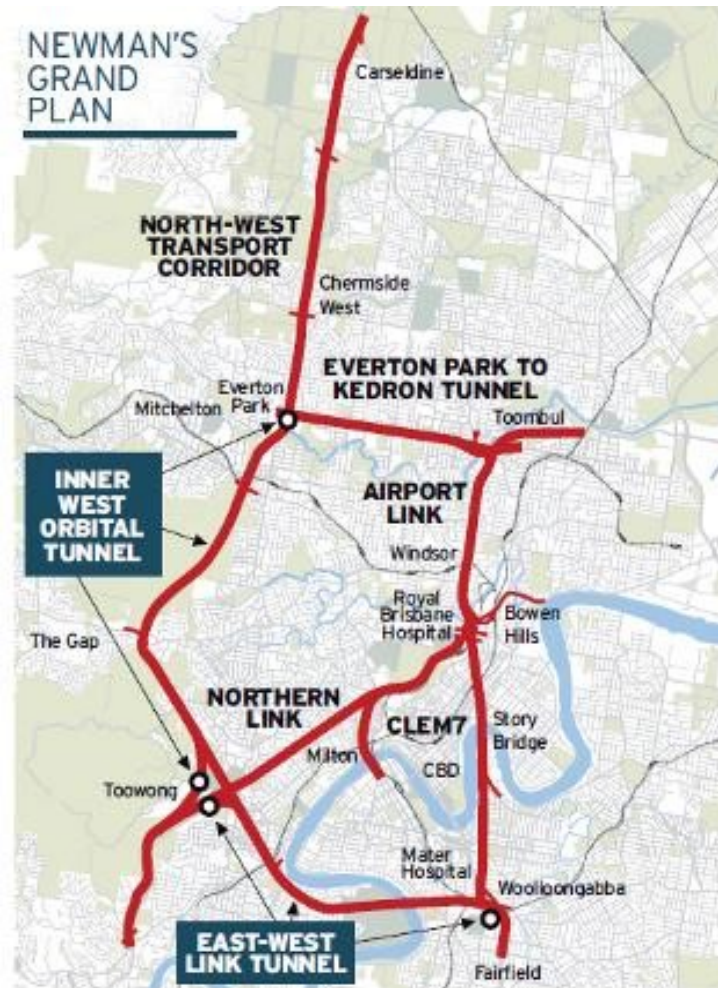 NEWMAN'S
GRAND
PLAN
Carseldine
NORTH-WEST
TRANSPORT
CORRIDOR
Chermside
West
EVERTON PARK TO
KEDRON TUNNEL
Everton
Park
Mitchelton
Toombul
INNER
WEST
ORBITAL
TUNNEL
AIRPORT
LINK
Windsor
Royal
Brisbane
Hospital
Bowen
Hills
The Gap
NORTHERN
LINK
CLEM7
Story
Bridge
Milton
CBD
Toowong
Mater
Hospital
Woolloongabba
EAST-WEST
LINK TUNNEL
Fairfield